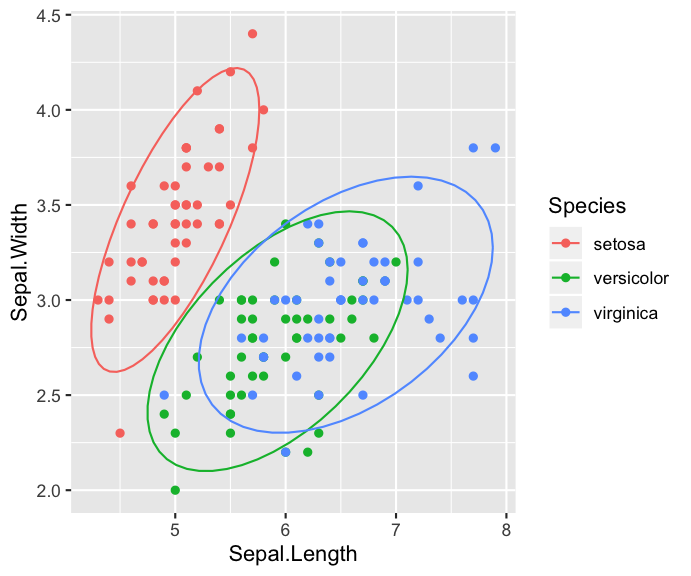 4.5
4.0
3.5
3.0
2.5
2.0
Sepal.Width
5 6 7 8
Sepal.Length
Species
setosa
versicolor
virginica